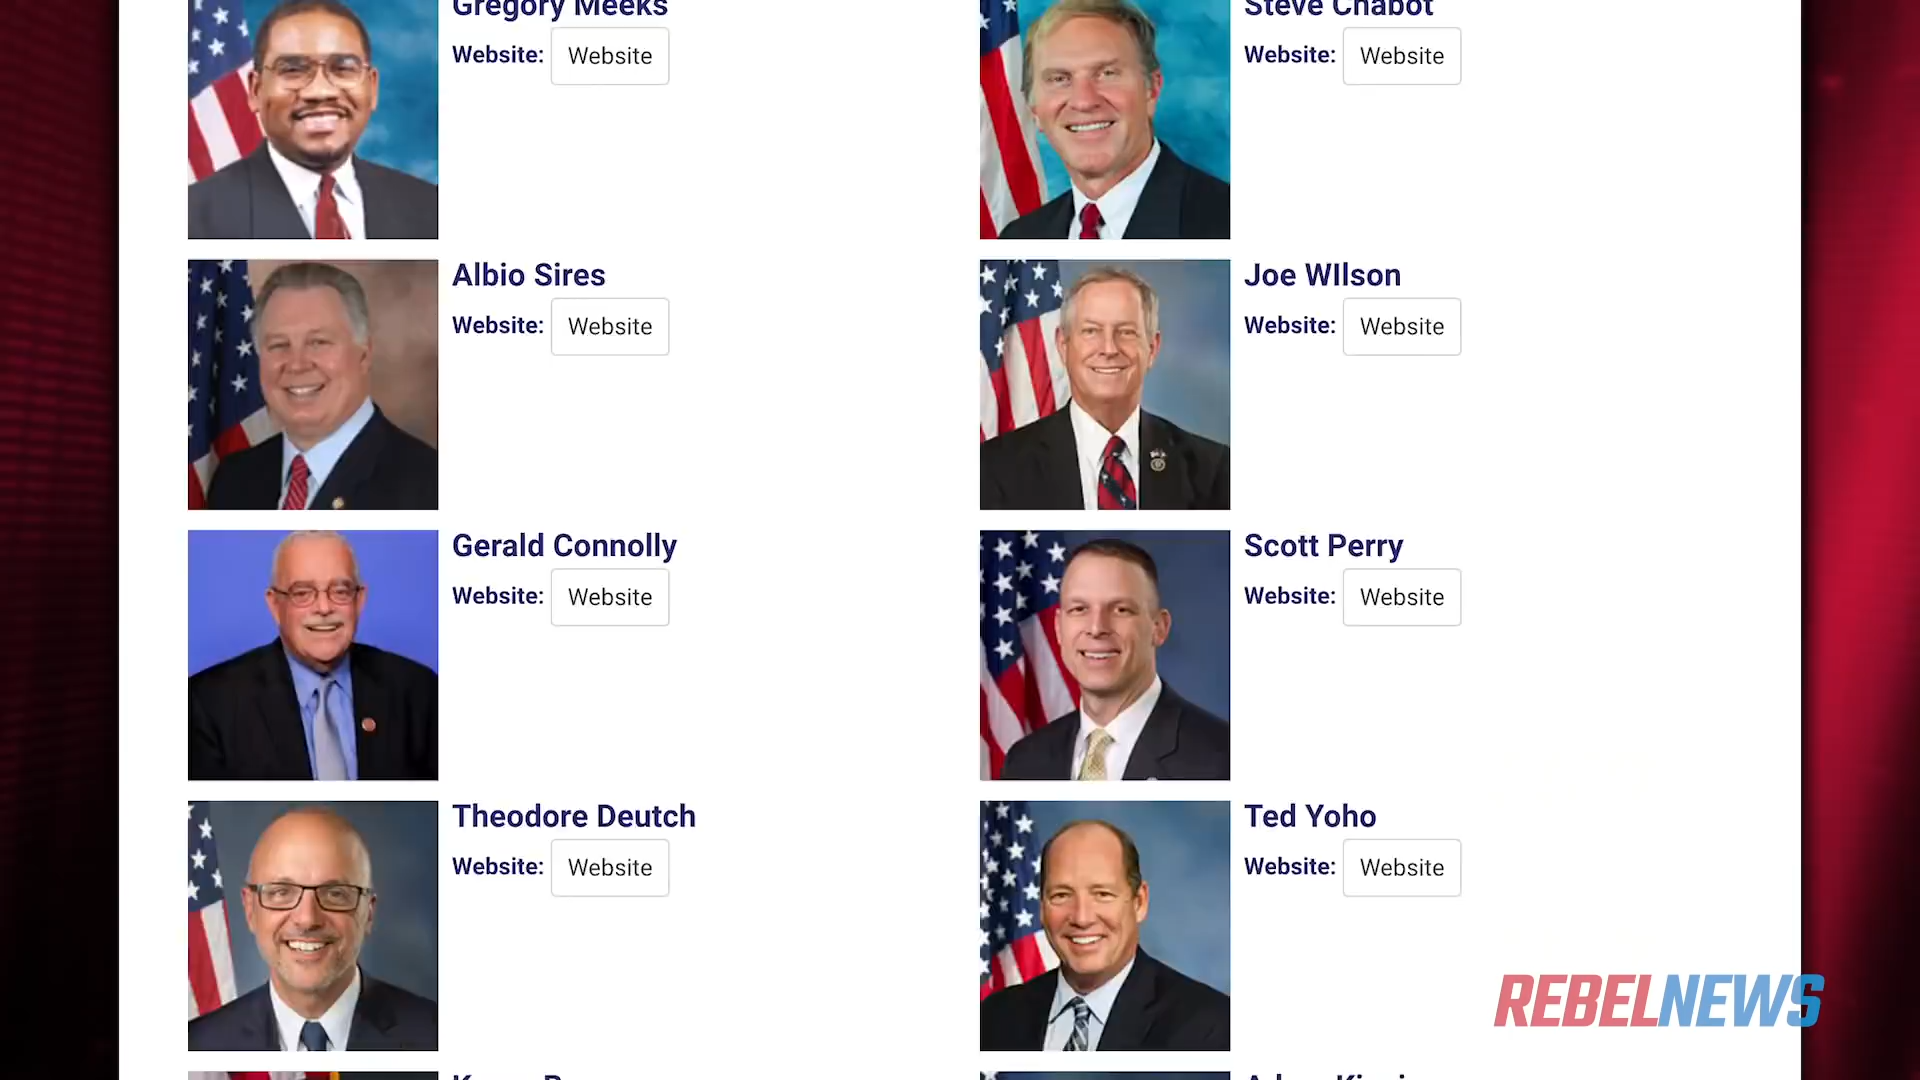 Gregory Meeks
Website: Website
Steve Chabot
Website: Website
Albio Sires
Website: Website
Joe WIlson
Website: Website
Gerald Connolly
Website: Website
Scott Perry
Website: Website
Theodore Deutch
Website: Website
Ted Yoho
Website: Website
REBELNEWS